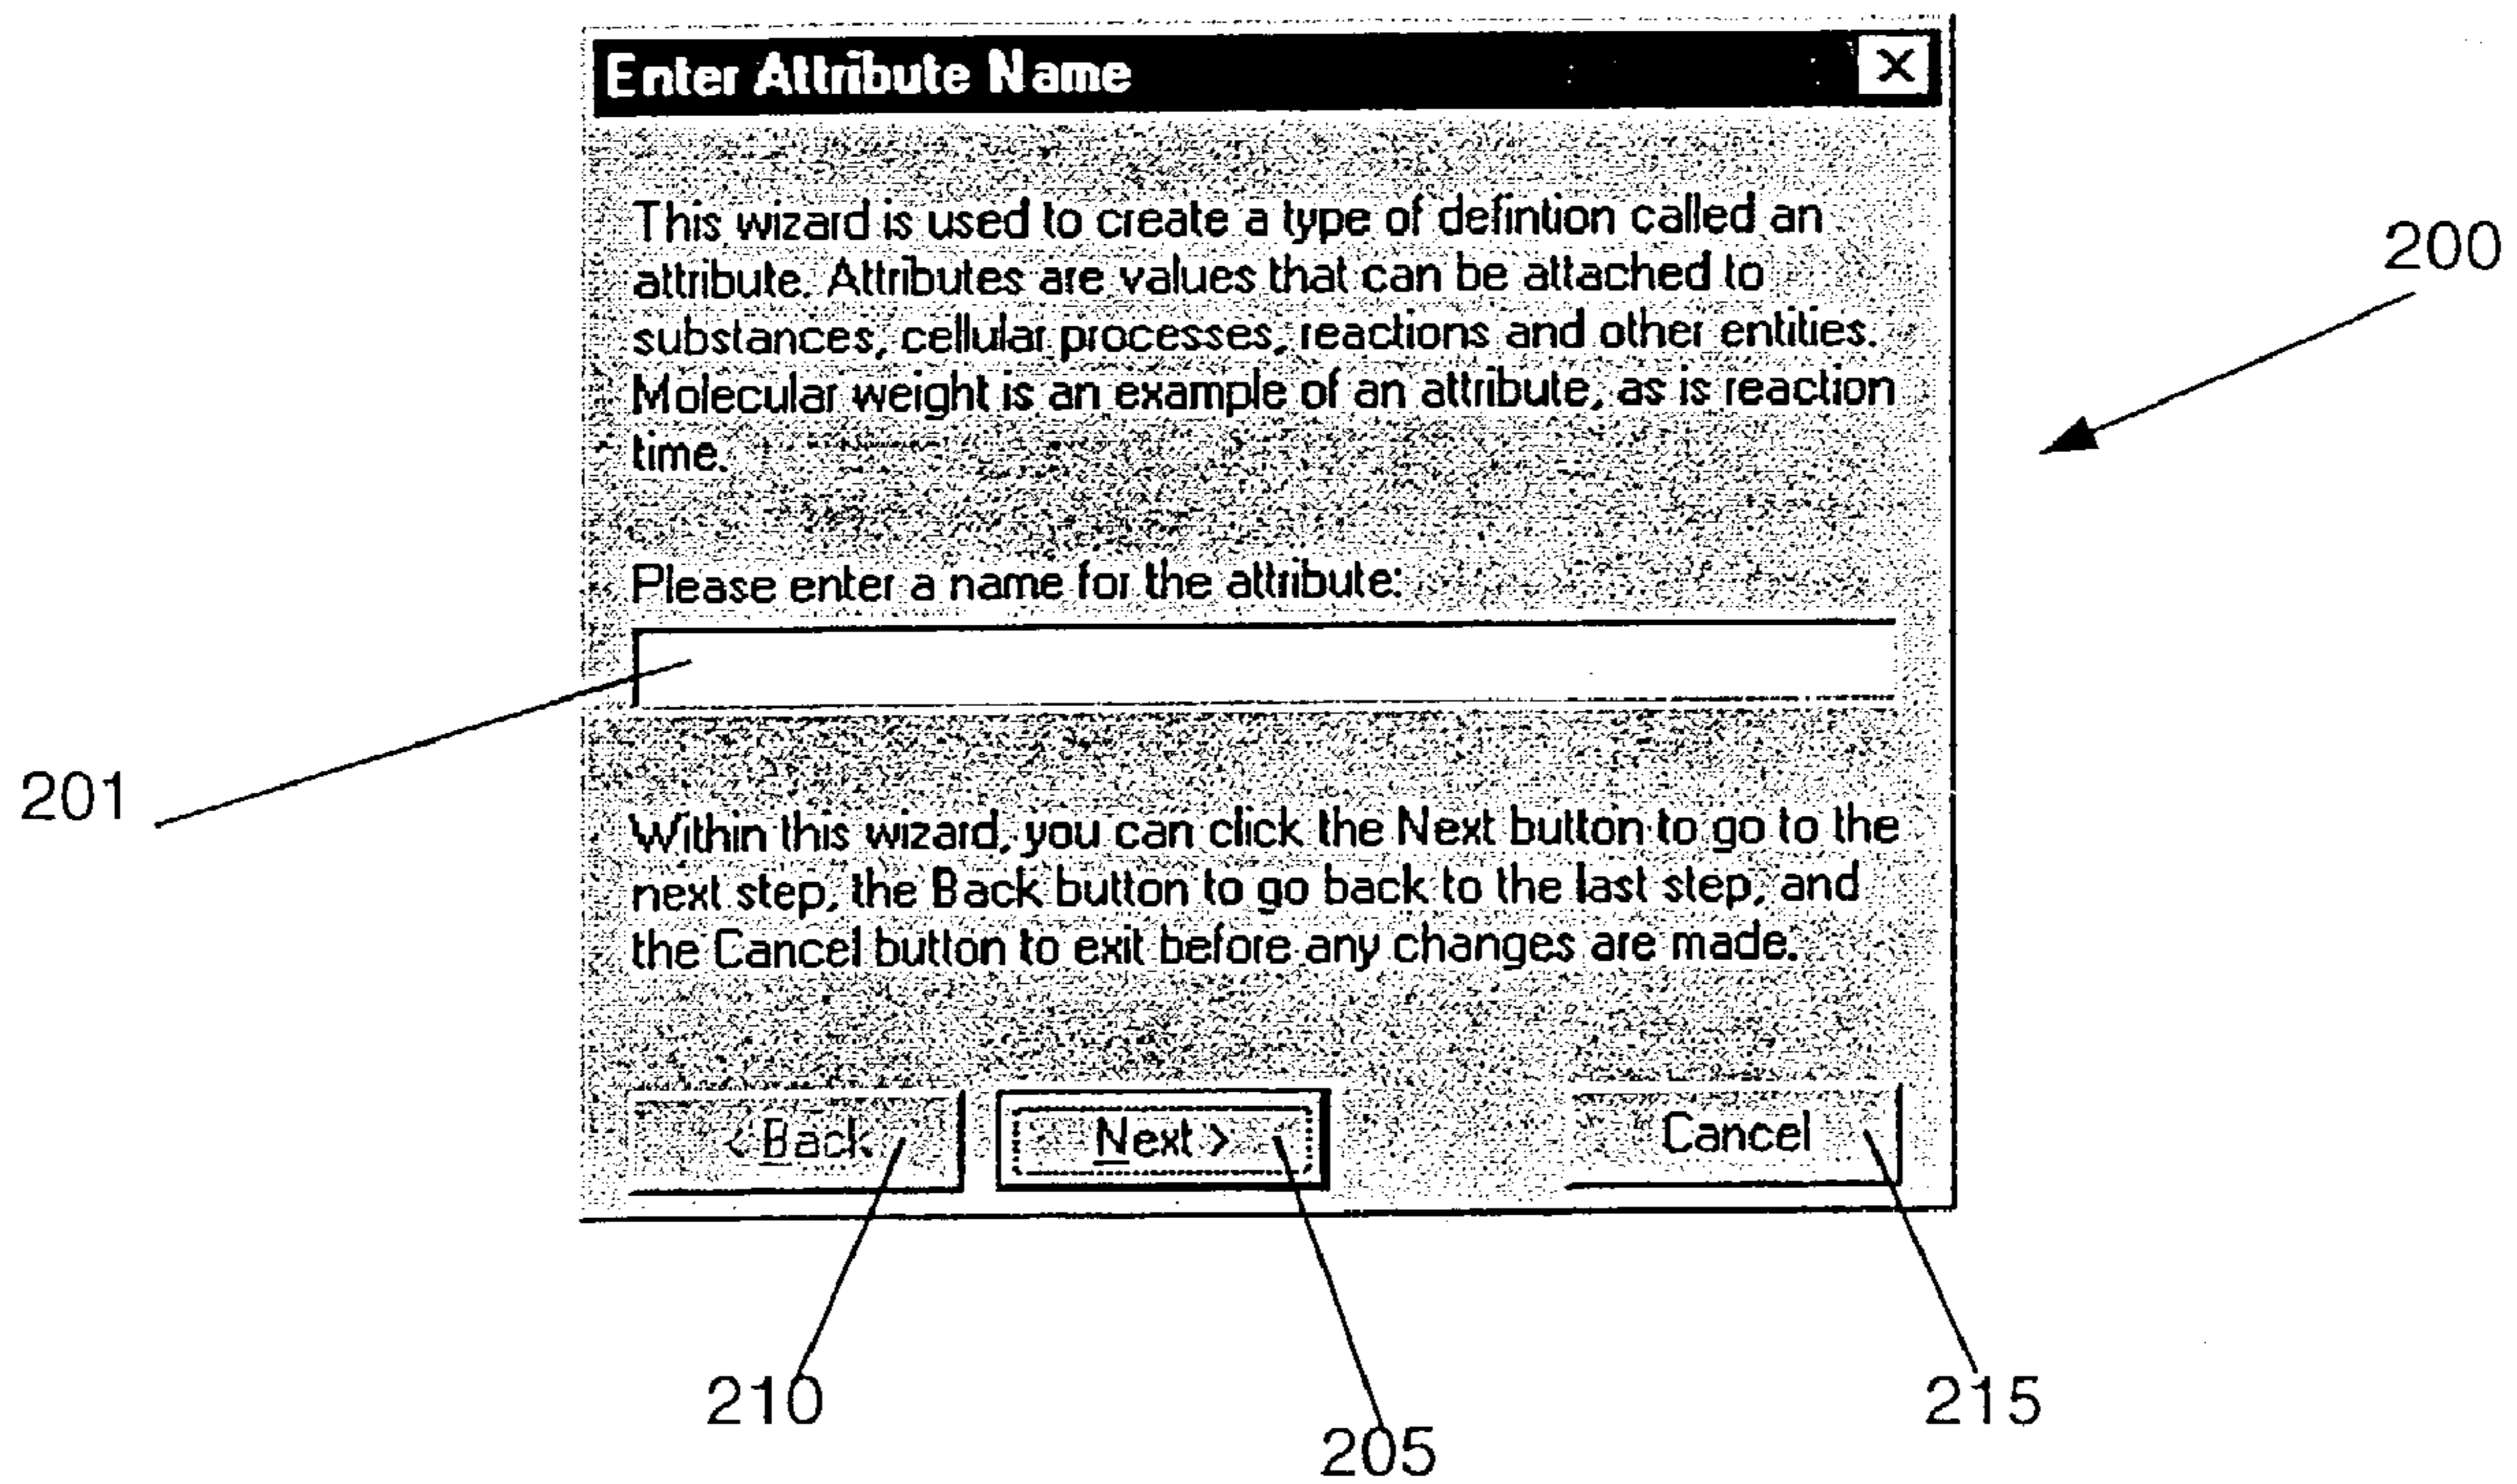 Enter Attribute Name X
This wizard is used to create a type of defintion called an
attribute. Attributes are values that can be attached to
substances, cellular processes, reactions and other entities.
Molecular weight is an example of an attribute, as is reaction
time.
200
Please enter a name for the attribute:
201
Within this wizard, you can click the Next button to go to the
next step, the Back button to go back to the last step, and
the Cancel button to exit before any changes are made.
< Back Next > Cancel
210 205 215